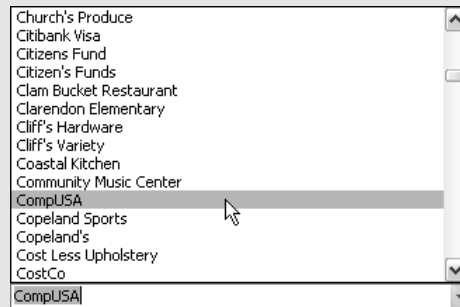 Church's Produce
Citibank Visa
Citizens Fund
Citizen's Funds
Clam Bucket Restaurant
Clarendon Elementary
Cliff's Hardware
Cliff's Variety
Coastal Kitchen
Community Music Center
CompUSA
Copeland Sports
Copeland's
Cost Less Upholstery
CostCo
CompUSA